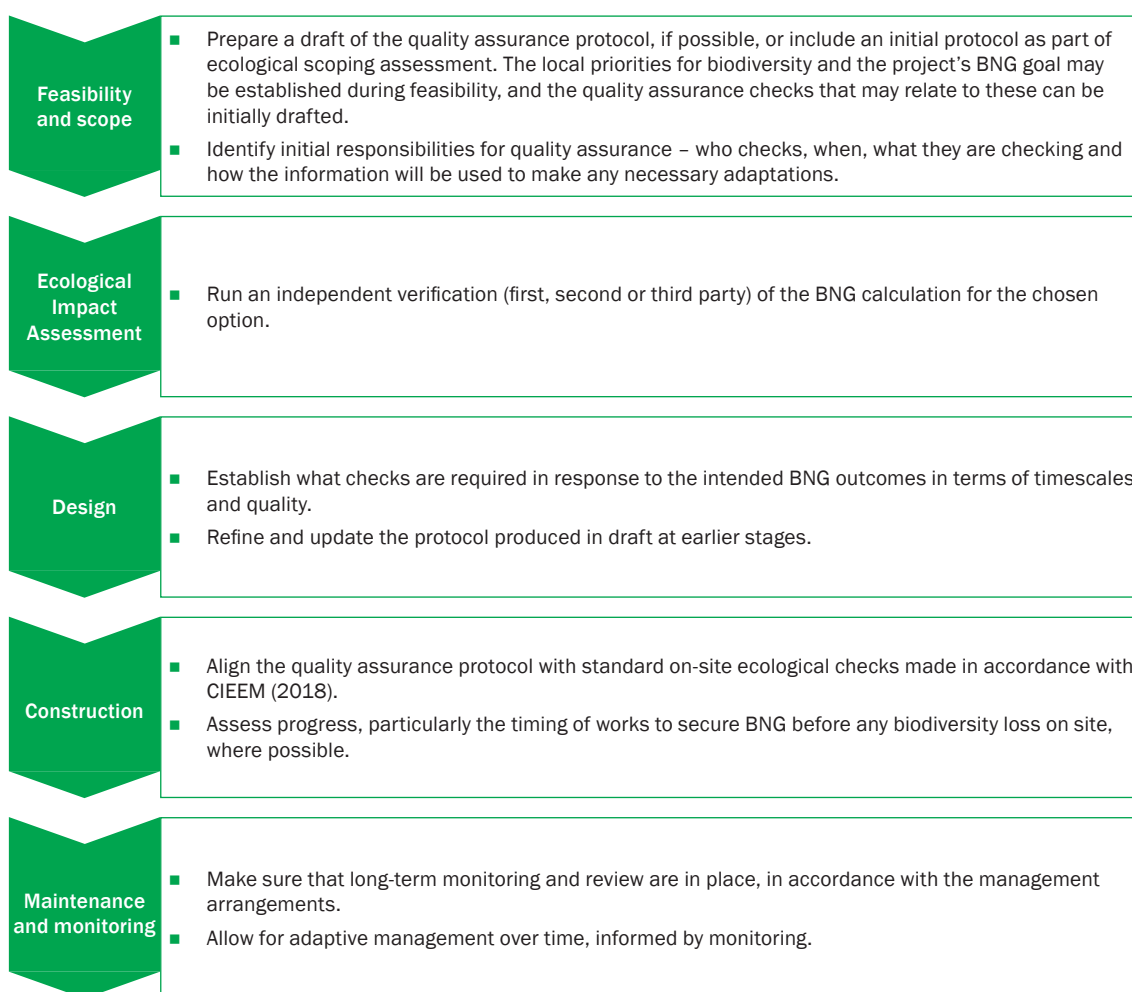 Feasibility
and scope
■ Prepare a draft of the quality assurance protocol, if possible, or include an initial protocol as part of
ecological scoping assessment. The local priorities for biodiversity and the project's BNG goal may
be established during feasibility, and the quality assurance checks that may relate to these can be
initially drafted.
■ Identify initial responsibilities for quality assurance – who checks, when, what they are checking and
how the information will be used to make any necessary adaptations.
Ecological
Impact
Assessment
■ Run an independent verification (first, second or third party) of the BNG calculation for the chosen
option.
Design
■ Establish what checks are required in response to the intended BNG outcomes in terms of timescales
and quality.
■ Refine and update the protocol produced in draft at earlier stages.
Construction
■ Align the quality assurance protocol with standard on-site ecological checks made in accordance with
CIEEM (2018).
■ Assess progress, particularly the timing of works to secure BNG before any biodiversity loss on site,
where possible.
Maintenance
and monitoring
■ Make sure that long-term monitoring and review are in place, in accordance with the management
arrangements.
■ Allow for adaptive management over time, informed by monitoring.